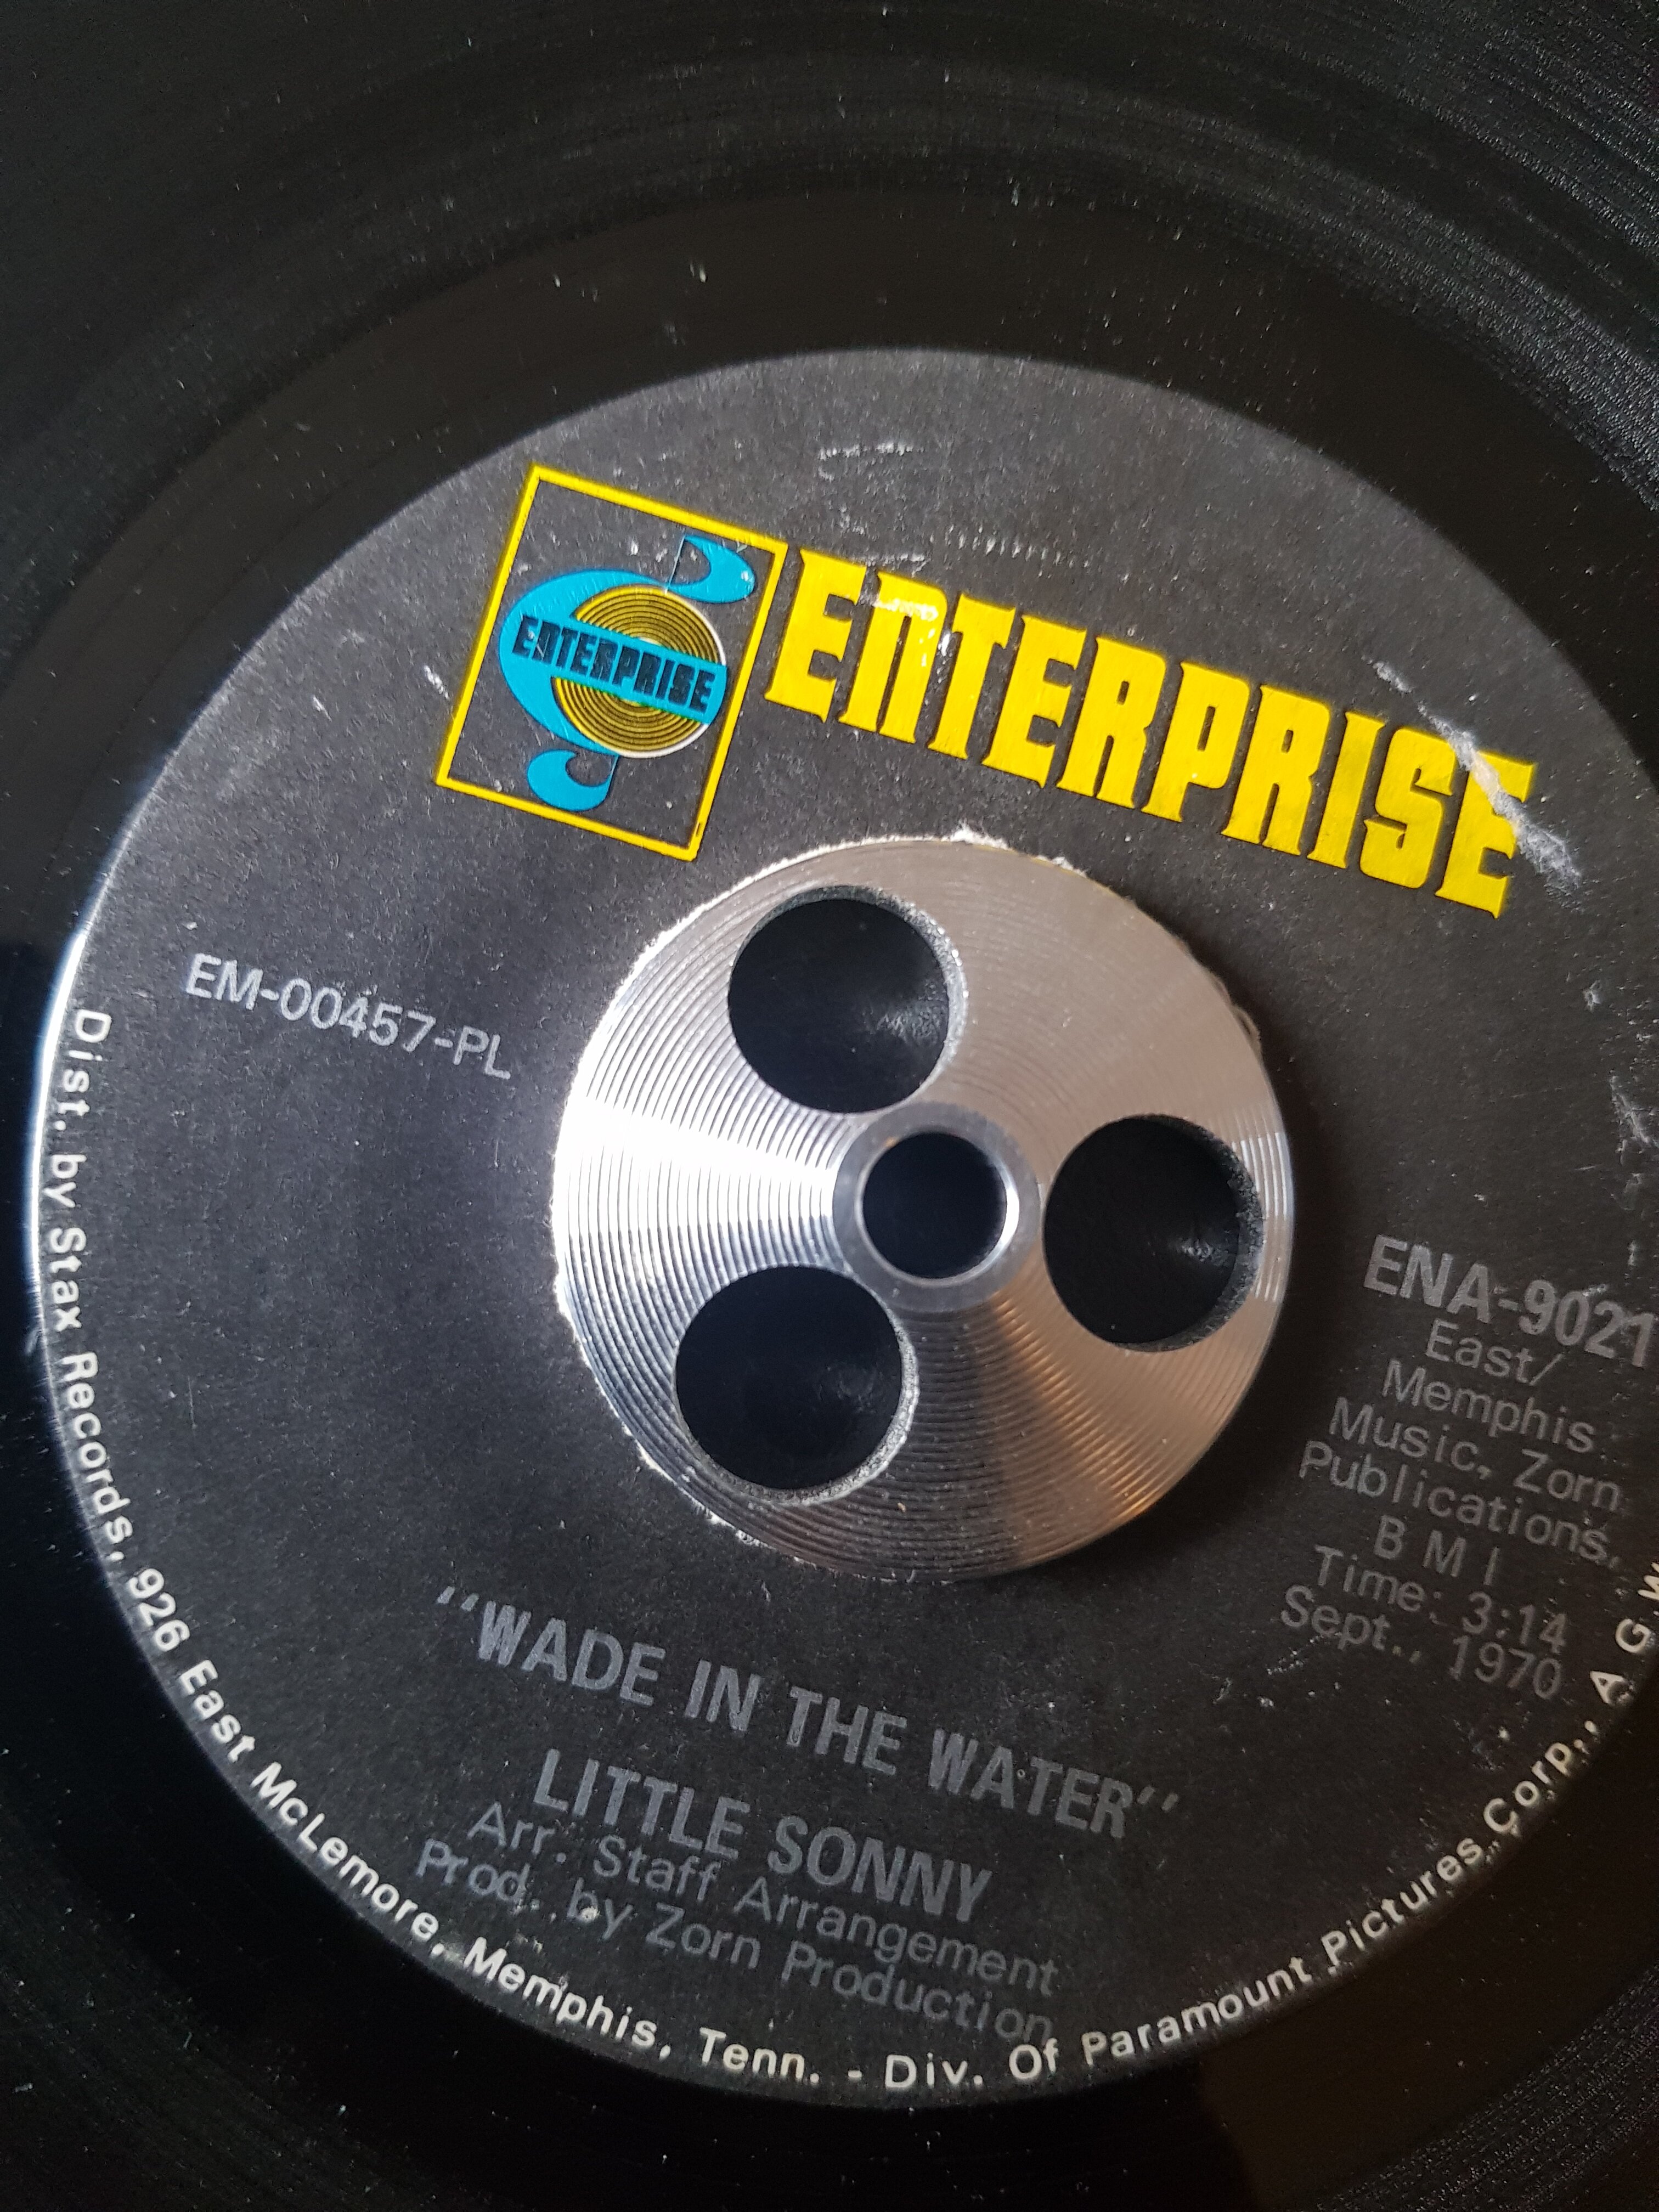 ENTERPRISE
ENTERPRISE
EM-00457-PL
ENA-9021
East/
Memphis
Music, Zorn
Publications,
B M I
Time: 3:14
Sept., 1970
"WADE IN THE WATER"
LITTLE SONNY
Arr. Staff Arrangement
Prod. by Zorn Production
Dist. by Stax Records, 926 East McLemore, Memphis, Tenn. - Div. Of Paramount Pictures Corp., A G